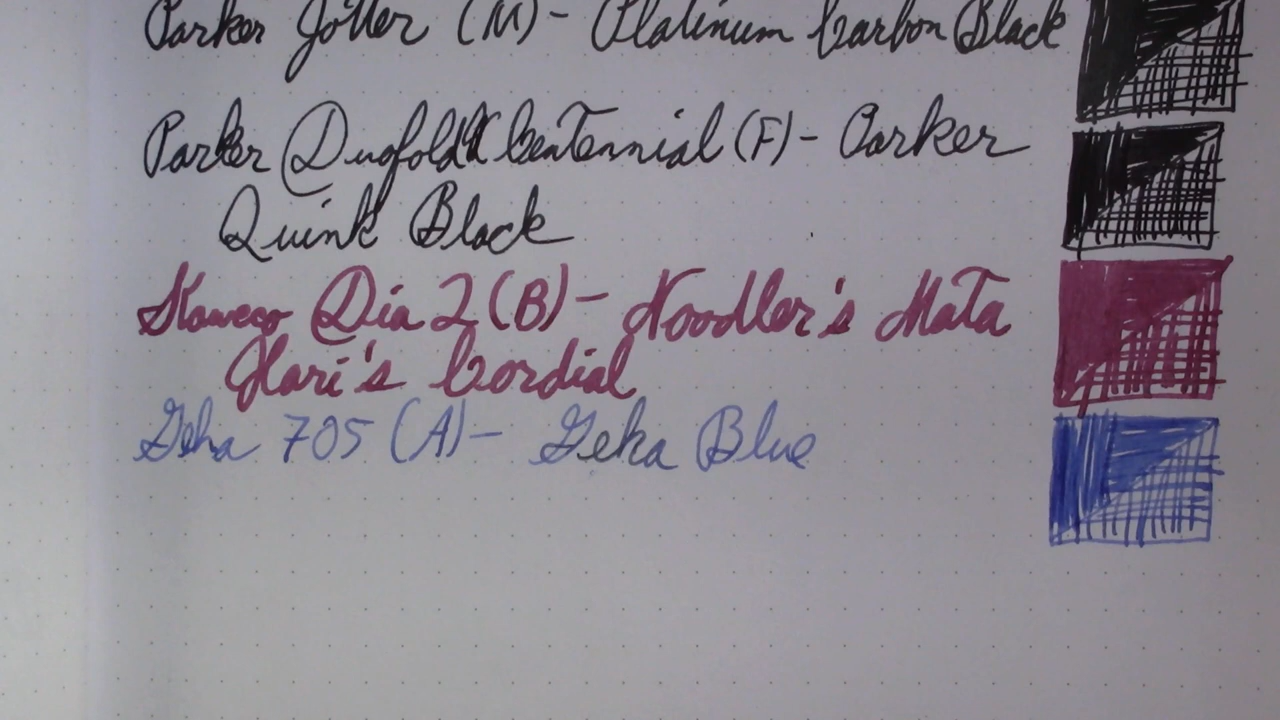 Parker Jotter (M) - Platinum Carbon Black
Parker Duofold Centennial (F) - Parker
Quink Black
Kaweco Dia 2 (B) - Noodler's Mata
Hari's Cordial
Geha 705 (A) - Geha Blue